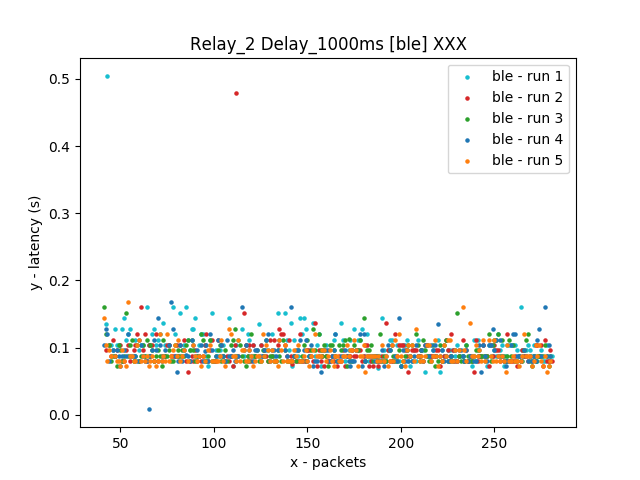 Relay_2 Delay_1000ms [ble] XXX
ble - run 1
ble - run 2
ble - run 3
ble - run 4
ble - run 5
y - latency (s)
0.5
0.4
0.3
0.2
0.1
0.0
50 100 150 200 250
x - packets